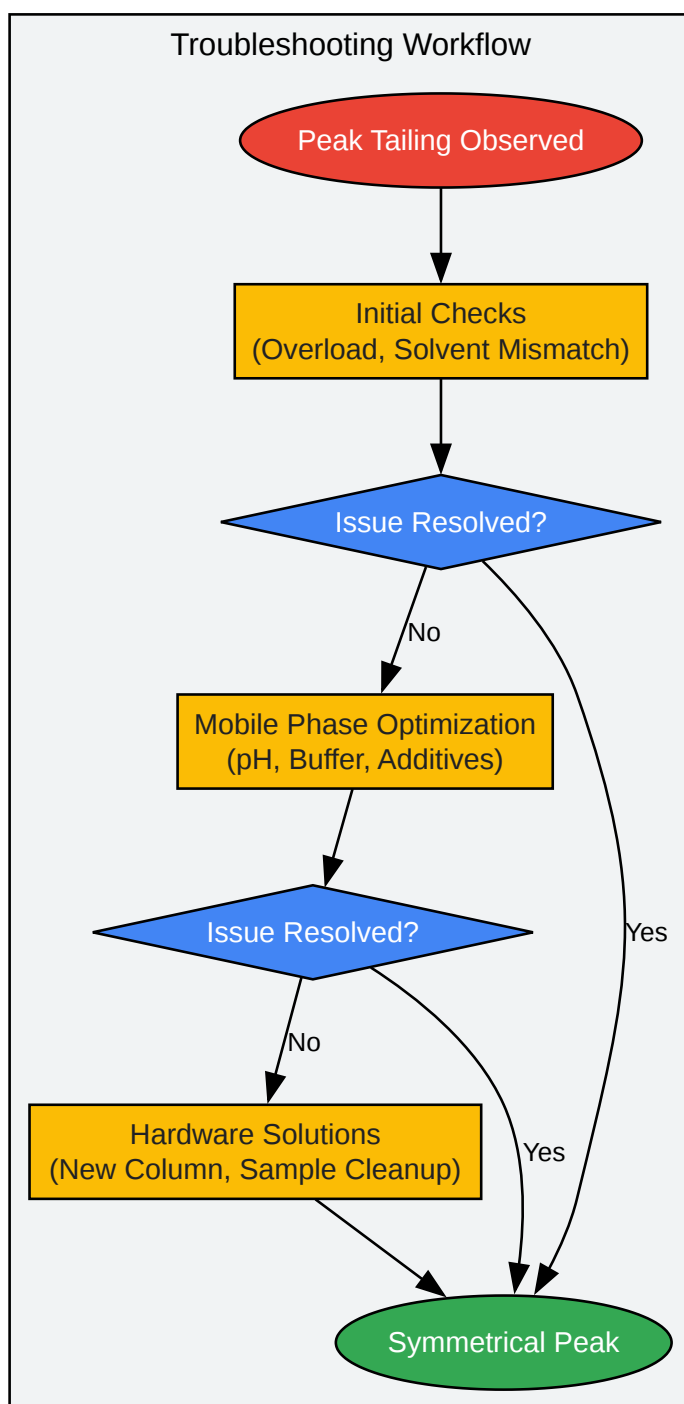 Troubleshooting Workflow
Peak Tailing Observed
Initial Checks
(Overload, Solvent Mismatch)
Issue Resolved?
No
Mobile Phase Optimization
(pH, Buffer, Additives)
Issue Resolved?
Yes
No
Hardware Solutions
(New Column, Sample Cleanup)
Yes
Symmetrical Peak